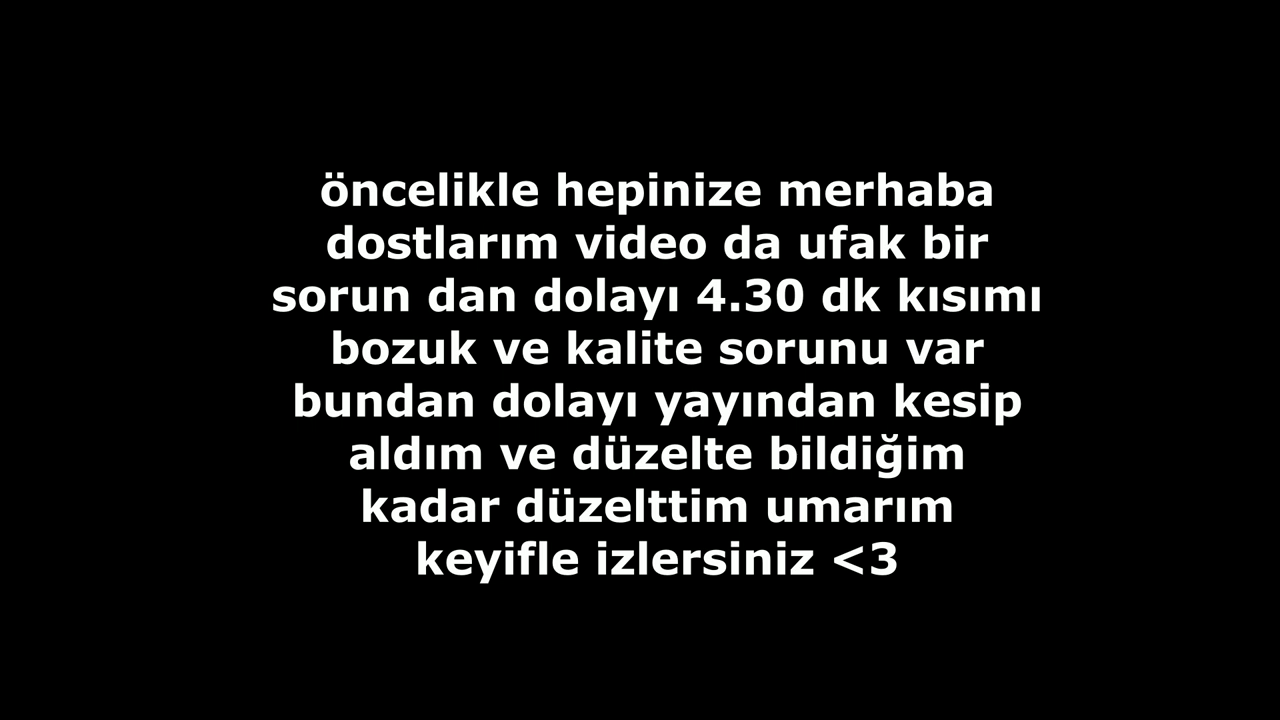 öncelikle hepinize merhaba
dostlarım video da ufak bir
sorun dan dolayı 4.30 dk kısımı
bozuk ve kalite sorunu var
bundan dolayı yayından kesip
aldım ve düzelte bildiğim
kadar düzelttim umarım
keyifle izlersiniz <3